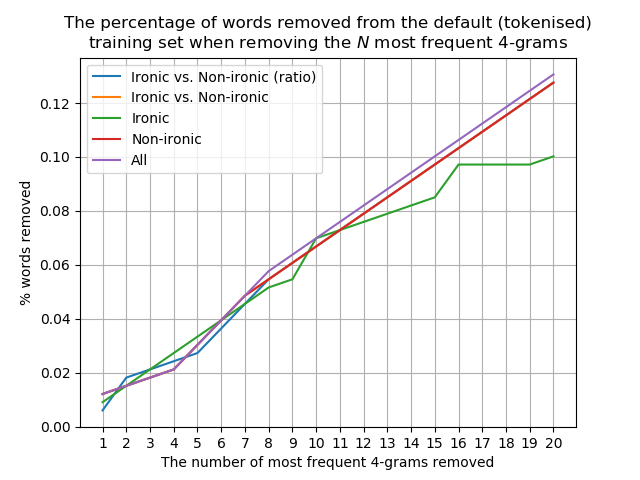 The percentage of words removed from the default (tokenised)
training set when removing the N most frequent 4-grams
Ironic vs. Non-ironic (ratio)
Ironic vs. Non-ironic
Ironic
Non-ironic
All
% words removed
0.12
0.10
0.08
0.06
0.04
0.02
0.00
1 2 3 4 5 6 7 8 9 10 11 12 13 14 15 16 17 18 19 20
The number of most frequent 4-grams removed